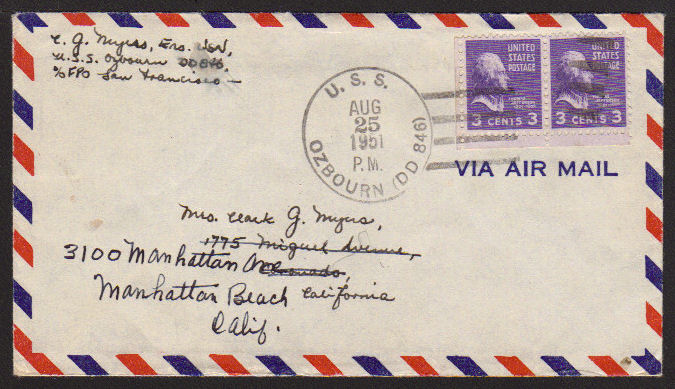 C. G. Myers, Ens. USN,
U.S.S. Ozbourn DD846
c/o FPO San Francisco
U. S. S.
AUG
25
1951
P.M.
OZBOURN (DD 846)
UNITED
STATES
POSTAGE
3 CENTS 3
UNITED
STATES
POSTAGE
3 CENTS 3
VIA AIR MAIL
Mrs. Clark G. Myers,
1775 Miguel Avenue,
3100 Manhattan Ave
Coronado,
Manhattan Beach California
Calif.